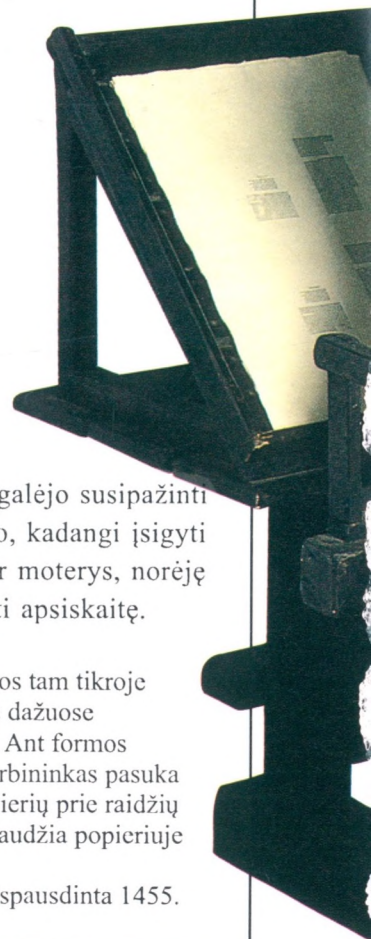 galėjo susipažinti
o, kadangi įsigyti
r moterys, norėję
ti apsiskaitę.
os tam tikroje
dažuose
Ant formos
rbininkas pasuka
ierių prie raidžių
audžia popieriuje
spausdinta 1455.